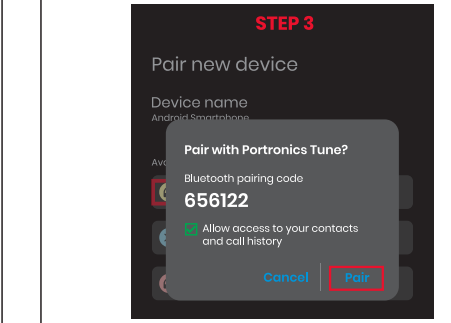 STEP 3
Pair new device
Device name
Android Smartphone
Pair with Portronics Tune?
Bluetooth pairing code
656122
Allow access to your contacts
and call history
Cancel
Pair